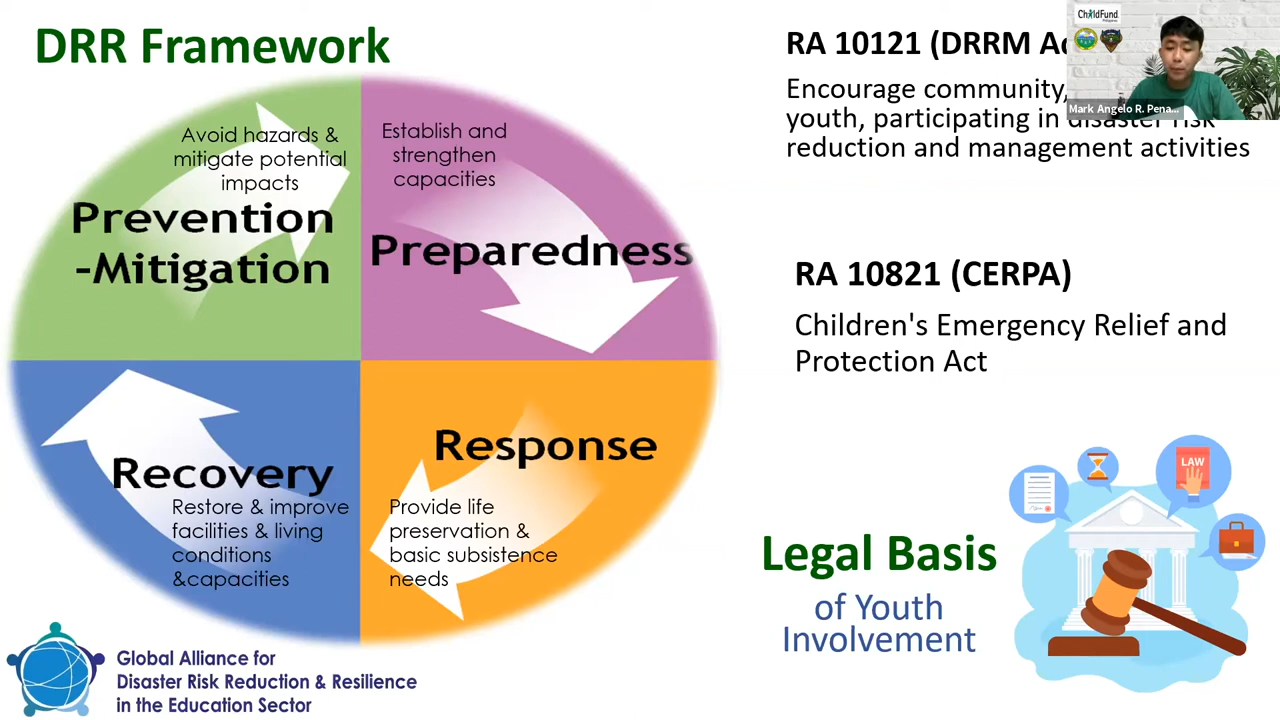 DRR Framework
Avoid hazards &
mitigate potential
impacts
Prevention
-Mitigation
Establish and
strengthen
capacities
Preparedness
Recovery
Restore & improve
facilities & living
conditions
&capacities
Response
Provide life
preservation &
basic subsistence
needs
Global Alliance for
Disaster Risk Reduction & Resilience
in the Education Sector
RA 10121 (DRRM
Encourage community,
youth, participating in disaster risk
reduction and management activities
RA 10821 (CERPA)
Children's Emergency Relief and
Protection Act
Legal Basis
of Youth
Involvement
LAW
ChildFund
Mark Angelo R. Pena...